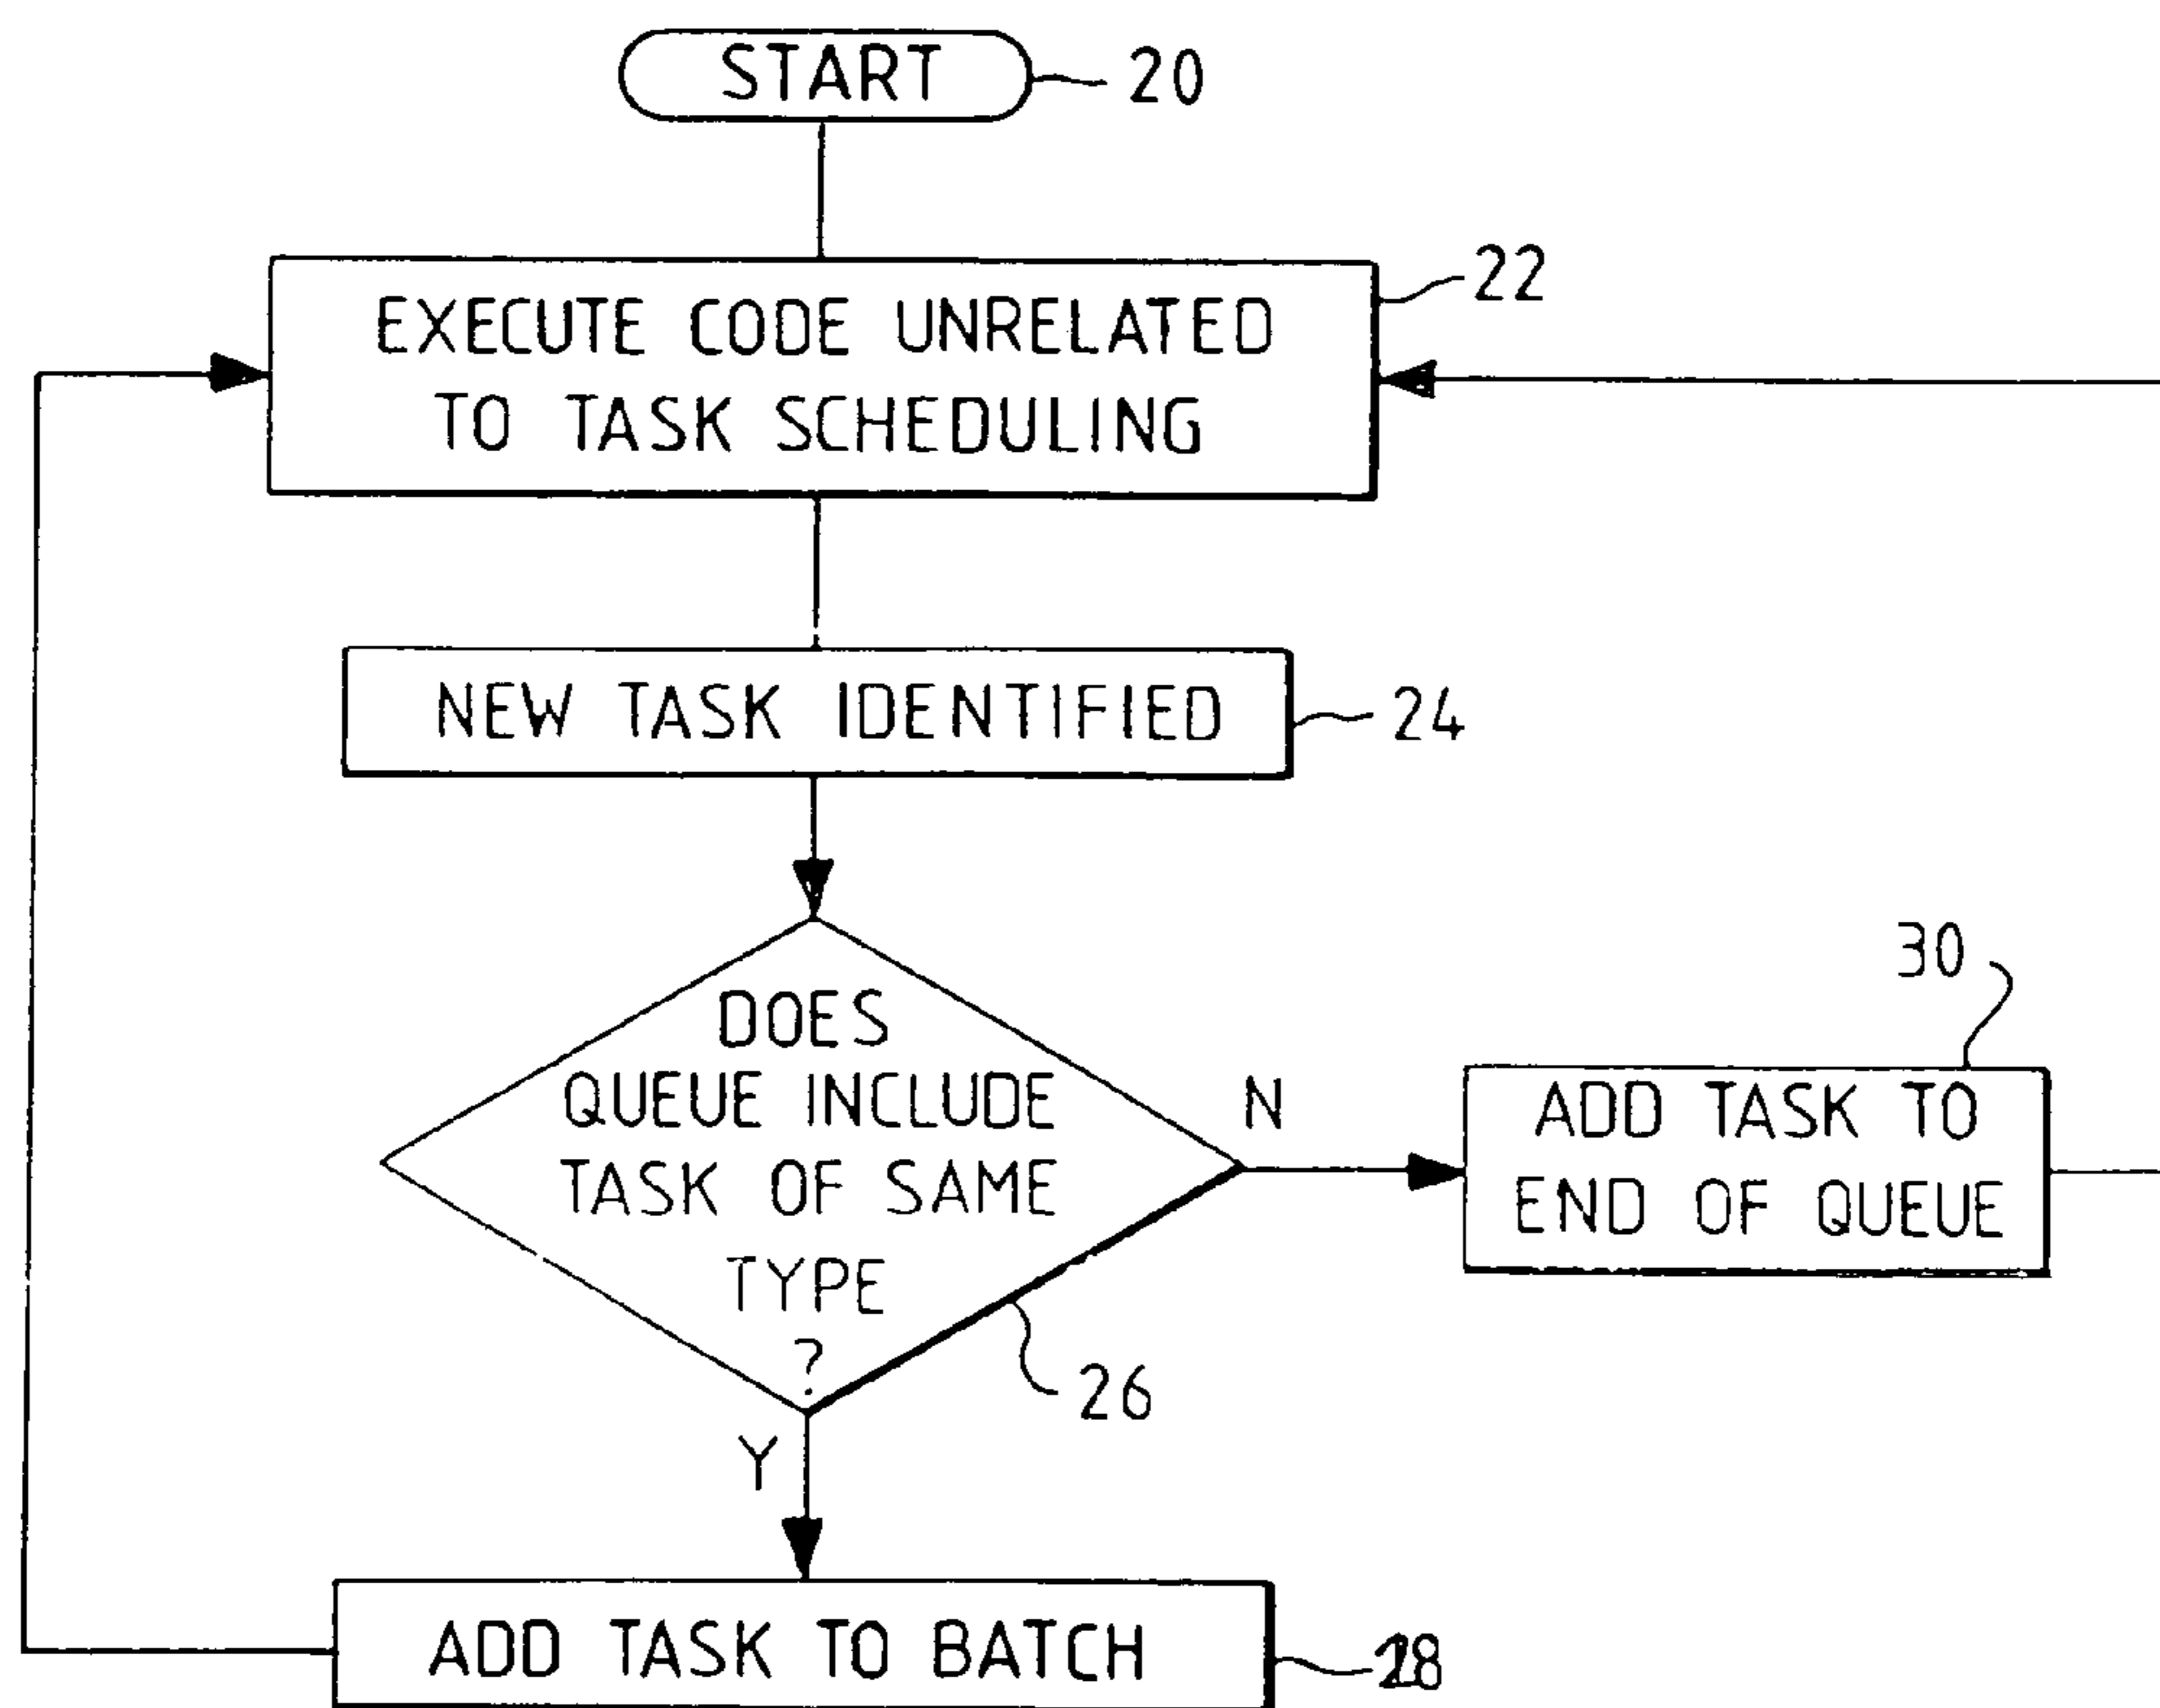 START
20
22
EXECUTE CODE UNRELATED
TO TASK SCHEDULING
NEW TASK IDENTIFIED
24
DOES
QUEUE INCLUDE
TASK OF SAME
TYPE
?
26
N
30
ADD TASK TO
END OF QUEUE
Y
ADD TASK TO BATCH